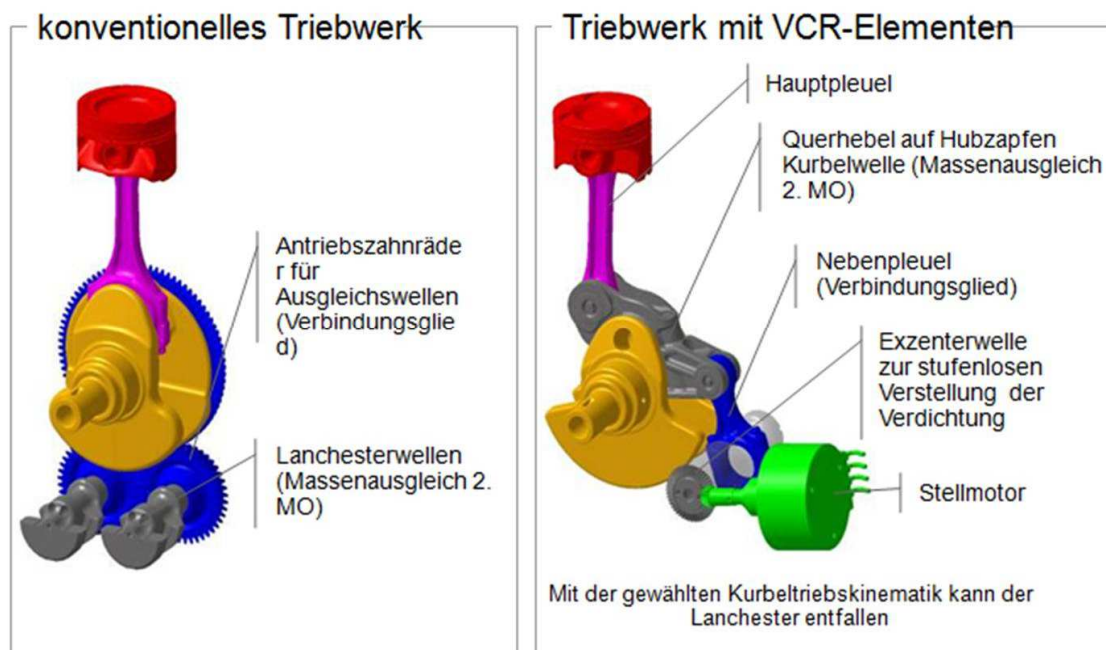 konventionelles Triebwerk
Antriebszahnräde
r für
Ausgleichswellen
(Verbindungsglie
d)
Lanchesterwellen
(Massenausgleich 2.
MO)
Triebwerk mit VCR-Elementen
Hauptpleuel
Querhebel auf Hubzapfen
Kurbelwelle (Massenausgleich
2. MO)
Nebenpleuel
(Verbindungsglied)
Exzenterwelle
zur stufenlosen
Verstellung der
Verdichtung
Stellmotor
Mit der gewählten Kurbeltriebskinematik kann der
Lanchester entfallen